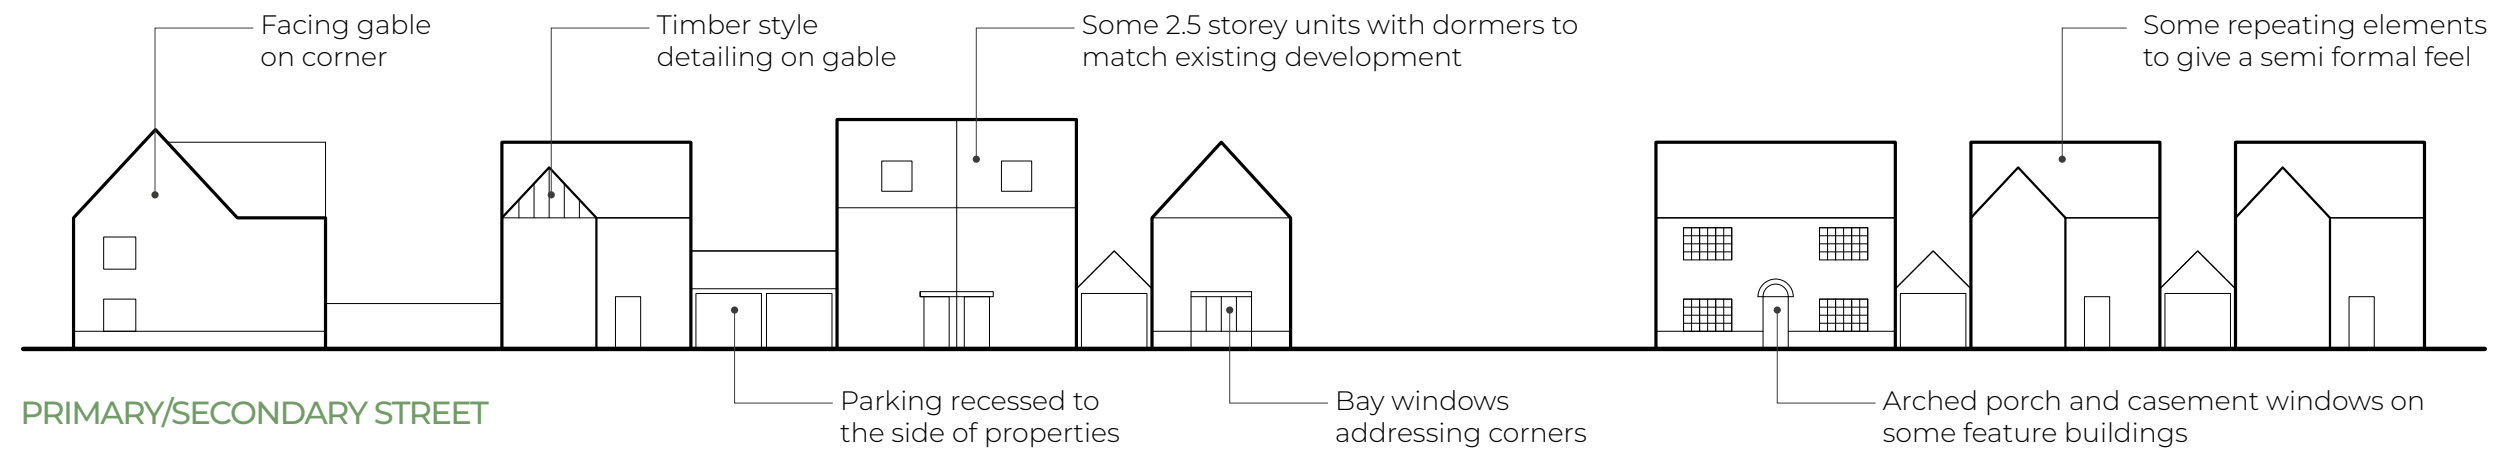 Facing gable
on corner
Timber style
detailing on gable
Some 2.5 storey units with dormers to
match existing development
Some repeating elements
to give a semi formal feel
PRIMARY/SECONDARY STREET
Parking recessed to
the side of properties
Bay windows
addressing corners
Arched porch and casement windows on
some feature buildings